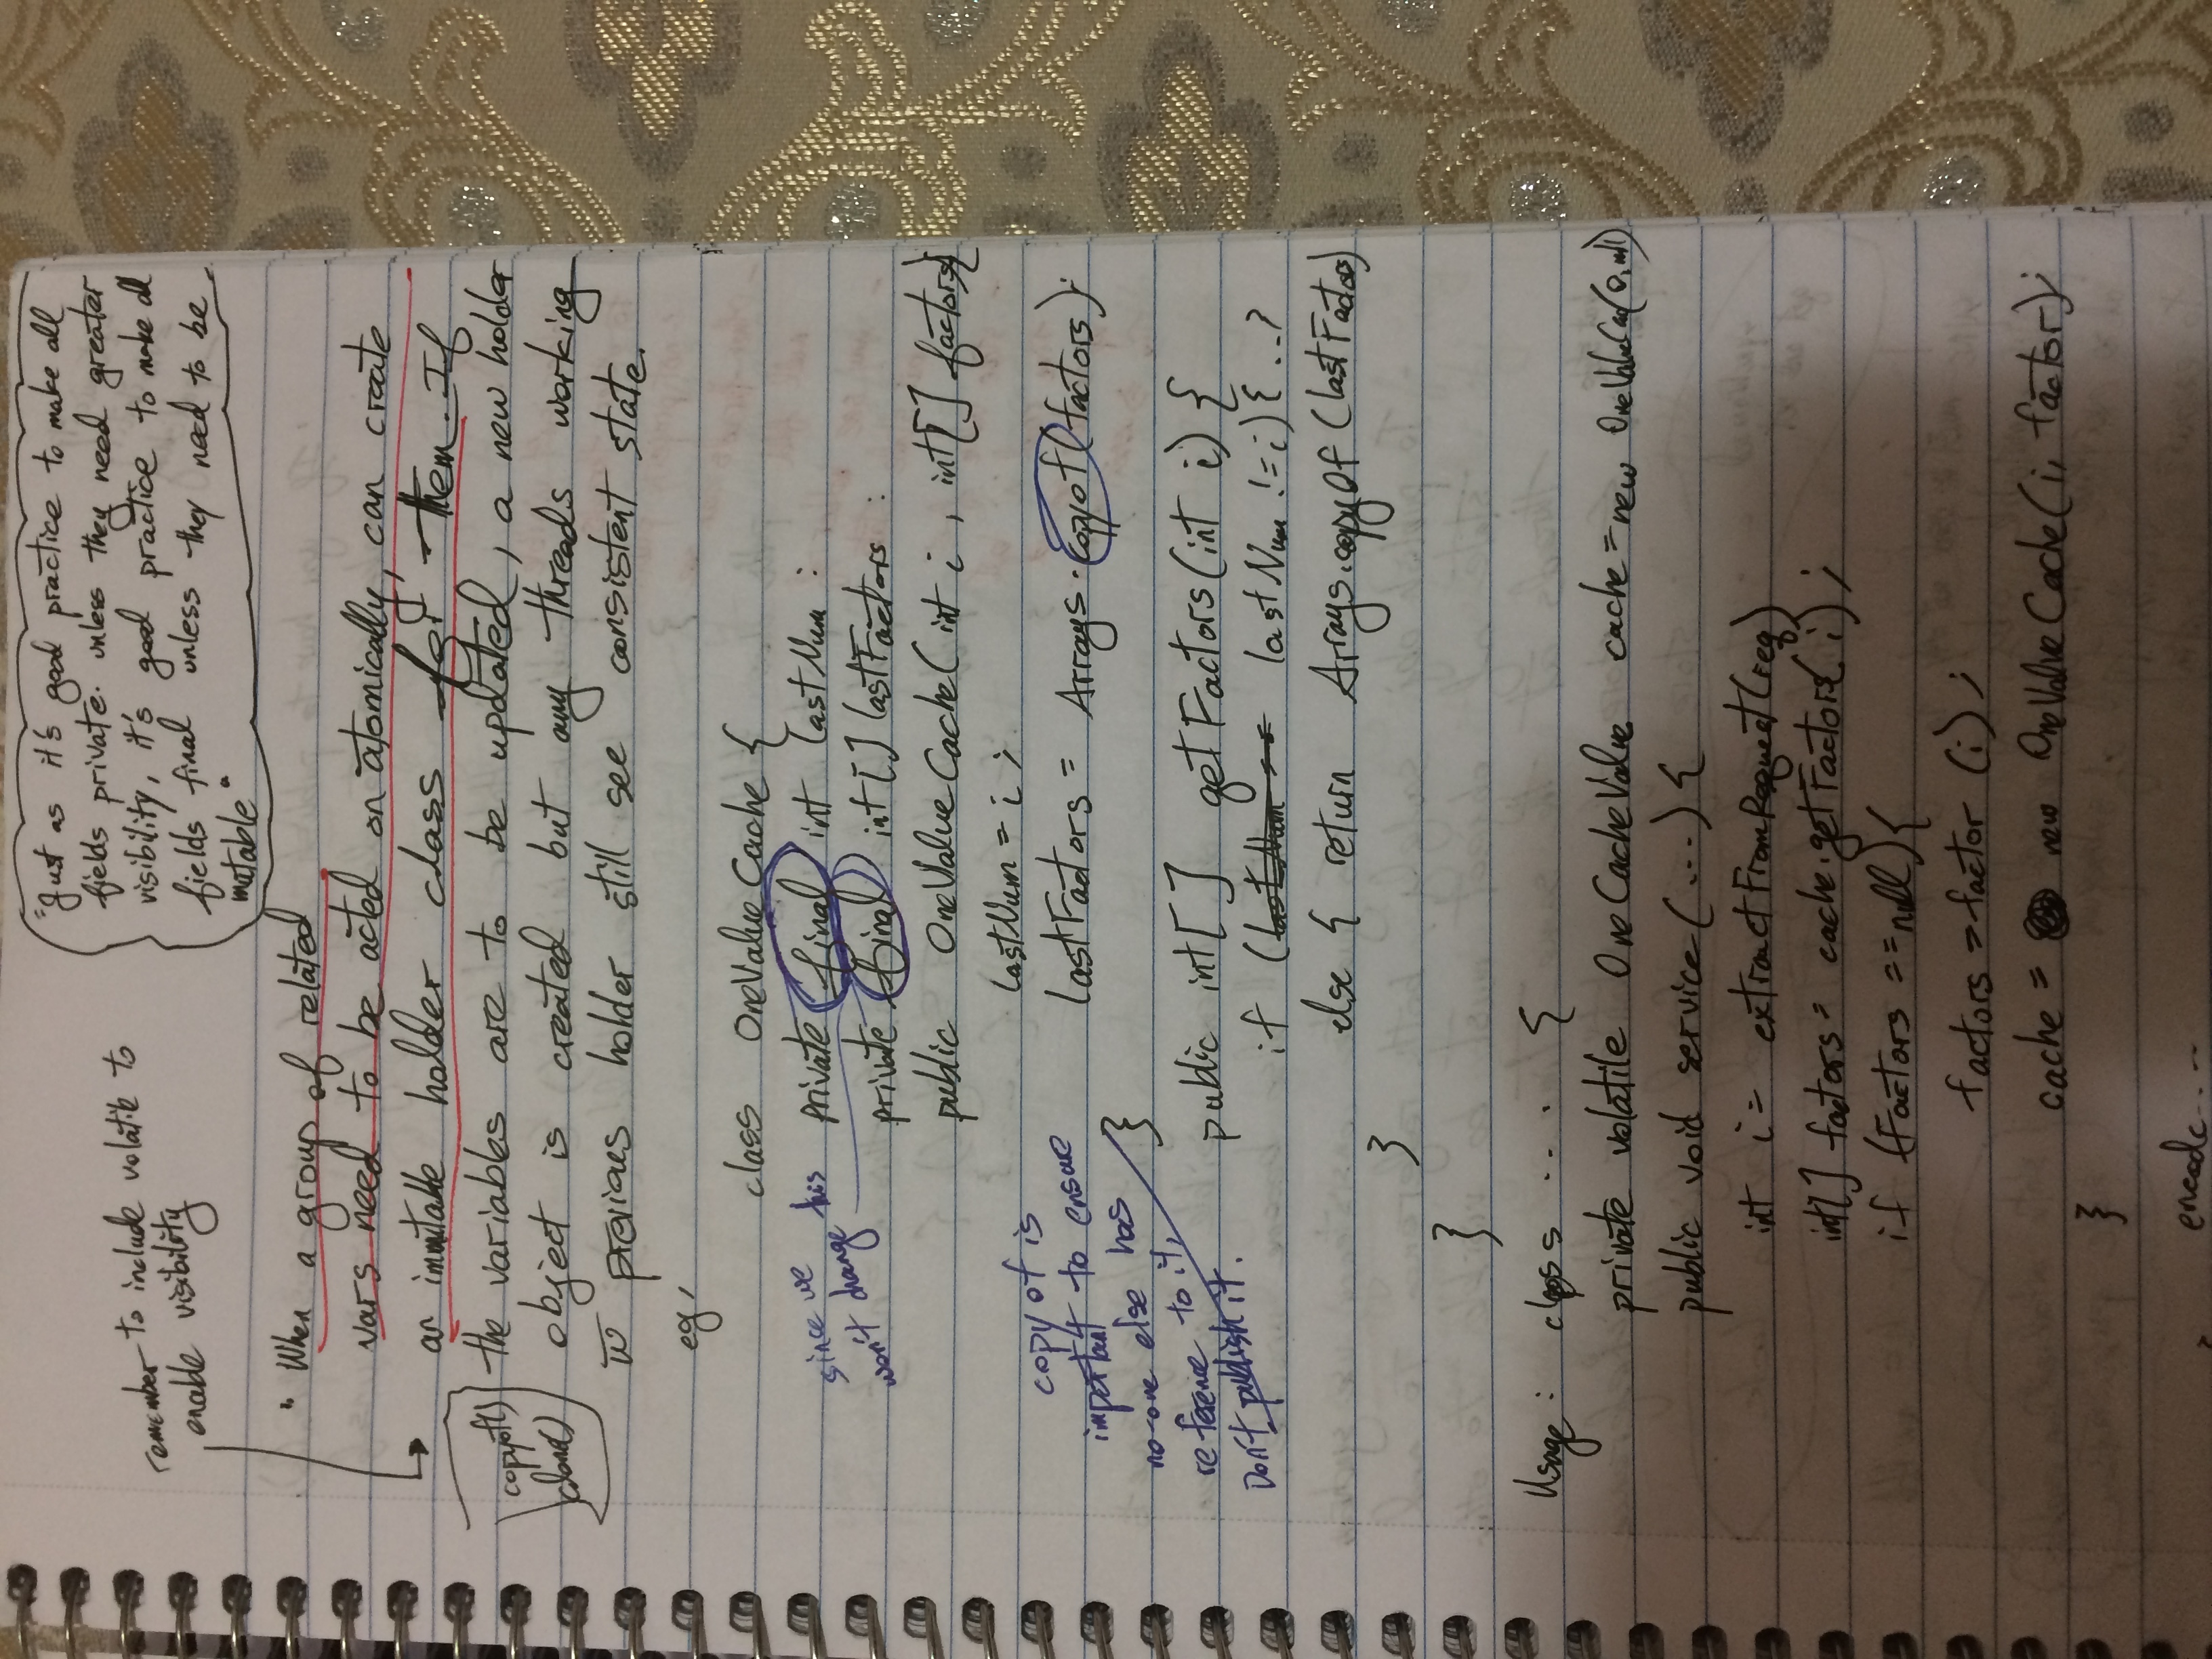 "Just as it's good practice to make all
fields private. unless they need greater
visibility, it's good practice to make all
fields final unless they need to be
mutable"
remember to include volatile to
enable visibility
" When a group of related
vars need to be acted on atomically, can create
an immutable holder class for them. If
the variables are to be updated, a new holder
object is created but any threads working
w previous holder still see consistent state.
copyof()
clone()
eg,
class OneValueCache {
private final int lastNum :
private final int[] lastFactors :
since we
won't change this
public OneValueCache( int i , int[] factors{
lastNum = i ;
lastFactors = Arrays.copyof(factors);
}
copy of is
important to ensure
no-one else has
reference to it,
Don't publish it.
public int[ ] getFactors(int i) {
if (lastNum == lastNum != i) { ..}
else { return Arrays.copyOf (lastFactors)
}
}
Usage : class .... {
private volatile OneCacheValue cache = new OneValueCac(0, null)
public void service (...) {
int i = extractFromRequest(req)
int[] factors = cache.getFactors( i ) ;
if (Factors == null) {
factors = factor (i) ;
cache = new OneValueCache(i, factor);
}
encode....